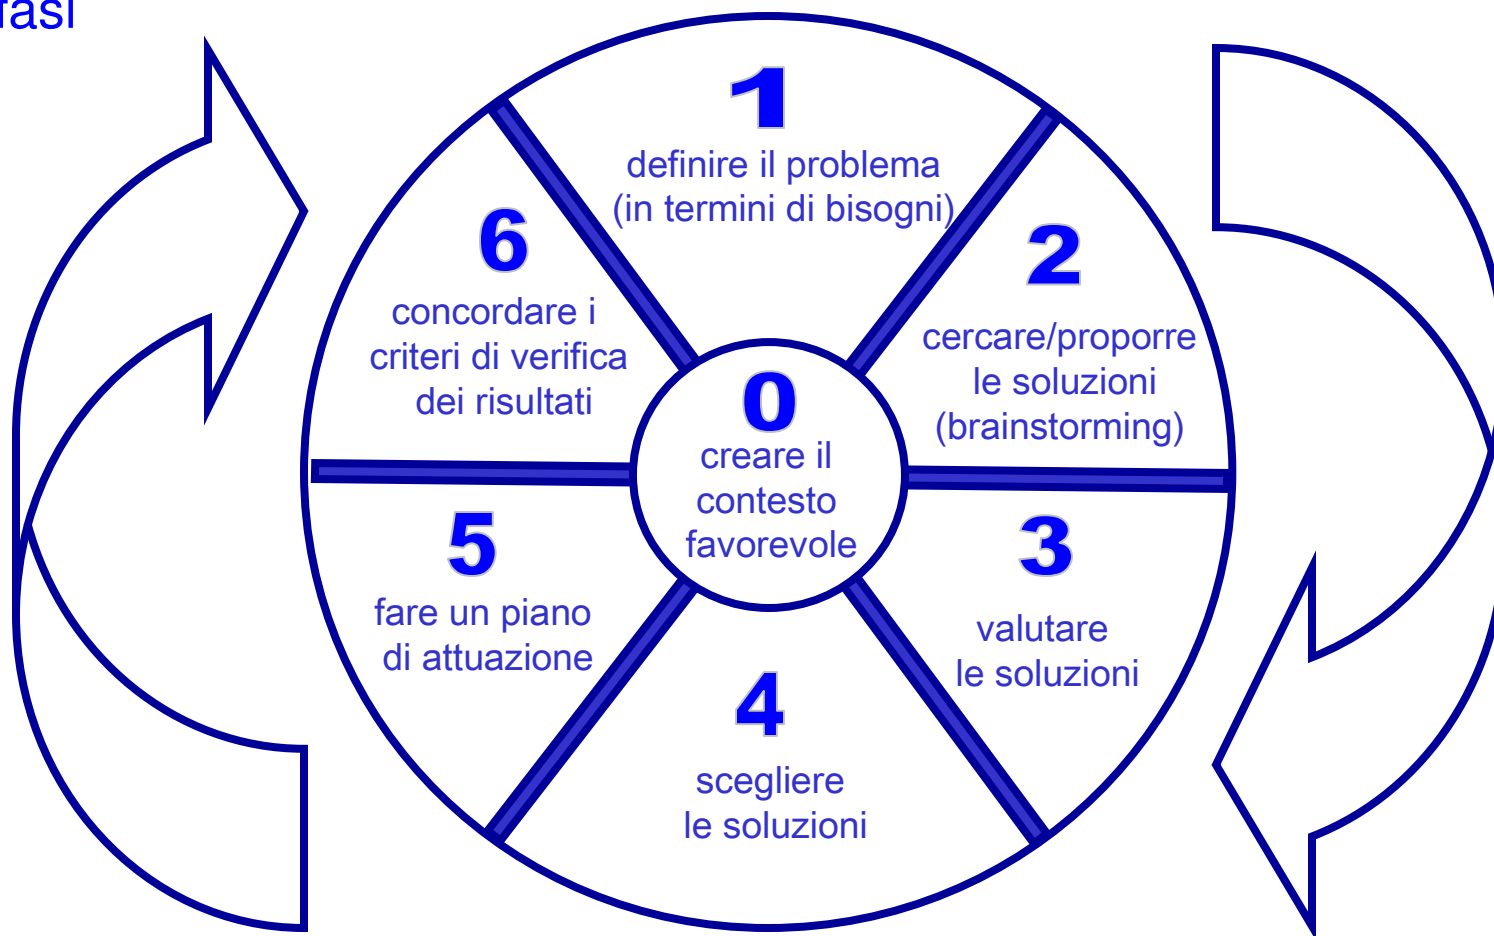 fasi
1
definire il problema
(in termini di bisogni)
2
cercare/proporre
le soluzioni
(brainstorming)
3
valutare
le soluzioni
4
scegliere
le soluzioni
5
fare un piano
di attuazione
6
concordare i
criteri di verifica
dei risultati
0
creare il
contesto
favorevole